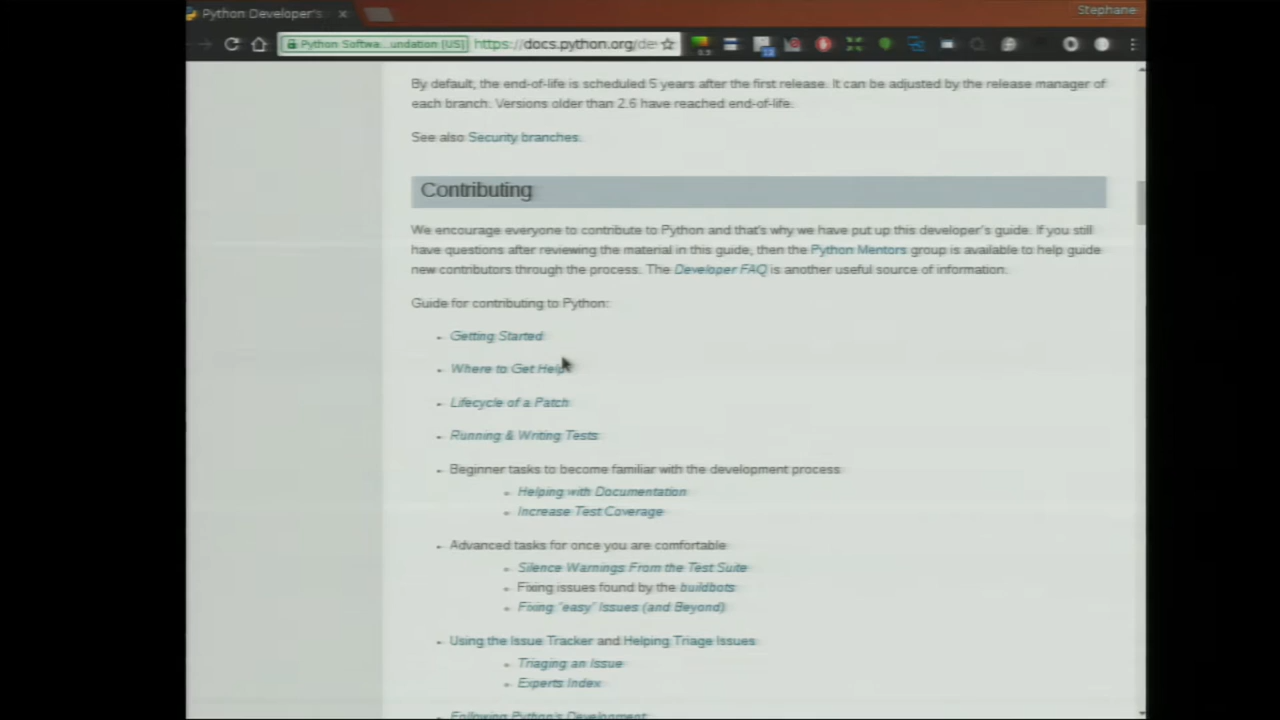 Python Developer's
Stephane
Python Softwa...undation [US]
https://docs.python.org/de
By default, the end-of-life is scheduled 5 years after the first release. It can be adjusted by the release manager of
each branch. Versions older than 2.6 have reached end-of-life.
See also Security branches.
Contributing
We encourage everyone to contribute to Python and that's why we have put up this developer's guide. If you still
have questions after reviewing the material in this guide, then the Python Mentors group is available to help guide
new contributors through the process. The Developer FAQ is another useful source of information.
Guide for contributing to Python:
Getting Started
Where to Get Help
Lifecycle of a Patch
Running & Writing Tests
Beginner tasks to become familiar with the development process
Helping with Documentation
Increase Test Coverage
Advanced tasks for once you are comfortable
Silence Warnings From the Test Suite
Fixing issues found by the buildbots
Fixing "easy" Issues (and Beyond)
Using the Issue Tracker and Helping Triage Issues
Triaging an Issue
Experts Index
Following Python's Development